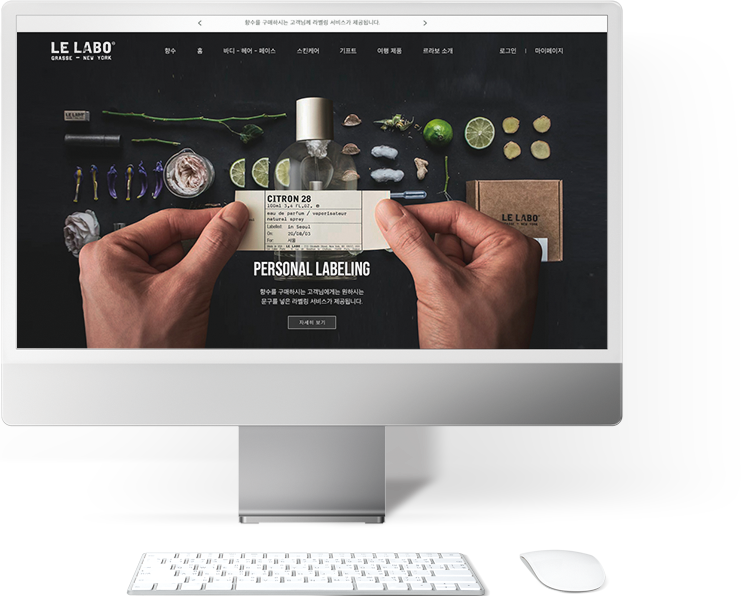 향수를 구매하시는 고객님께 라벨링 서비스가 제공됩니다.
LE LABO®
GRASSE — NEW YORK
향수
홈
바디 - 헤어 - 페이스
스킨케어
기프트
여행 제품
르라보 소개
로그인 | 마이페이지
LE LABO
CITRON 28
100ml 3,4 fl.oz. e
eau de parfum / vaporisateur
natural spray
Labelled: in Seoul
On: 20/08/03
For: 서울
LE LABO
GRASSE — NEW YORK
PERSONAL LABELING
향수를 구매하시는 고객님에게는 원하시는
문구를 넣은 라벨링 서비스가 제공됩니다.
자세히 보기